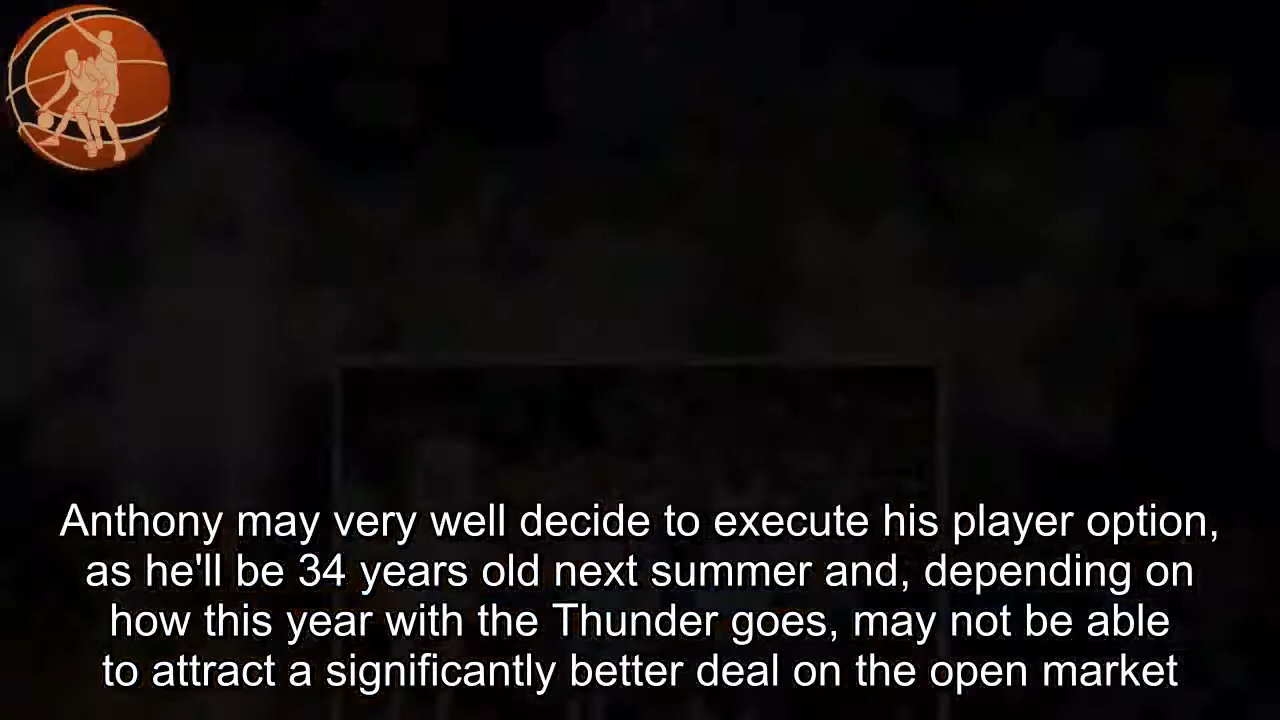 Anthony may very well decide to execute his player option,
as he'll be 34 years old next summer and, depending on
how this year with the Thunder goes, may not be able
to attract a significantly better deal on the open market